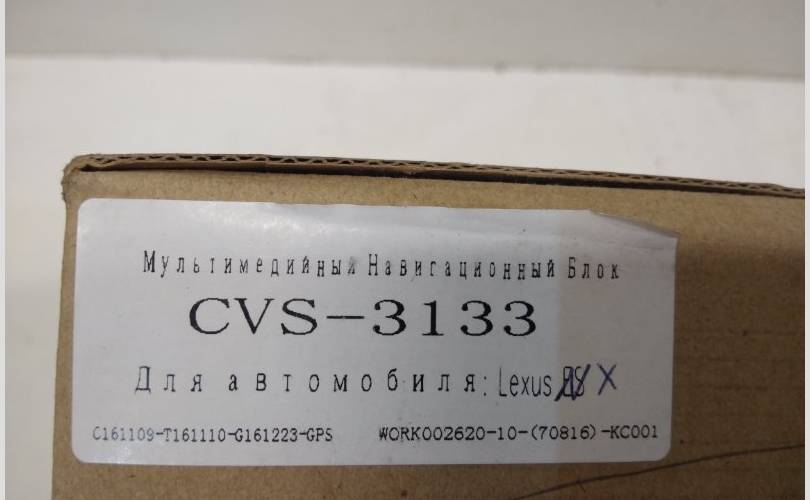 Мультимедийный Навигационный Блок
CVS-3133
Для автомобиля: Lexus X
C161109-T161110-G161223-GPS WORK002620-10-(70816)-KC001